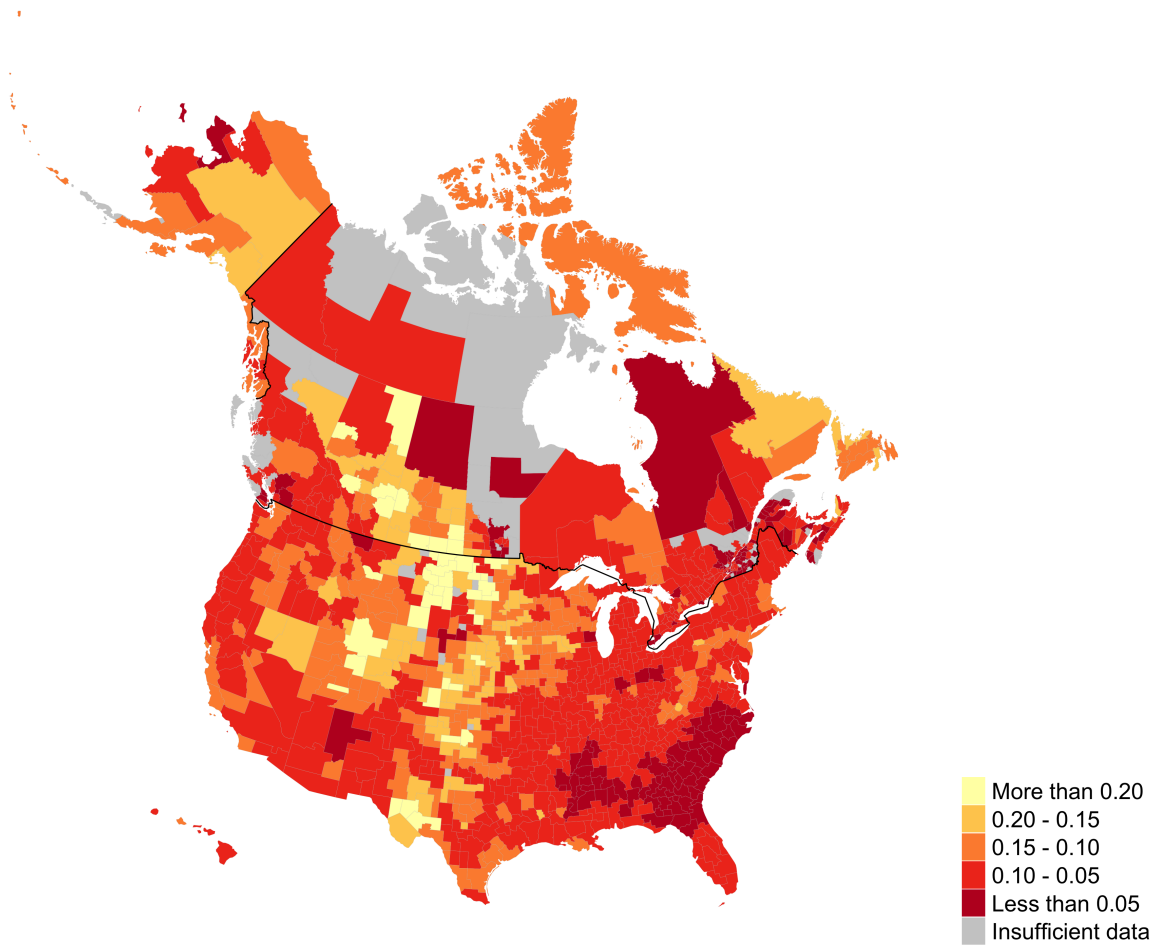 More than 0.20
0.20 - 0.15
0.15 - 0.10
0.10 - 0.05
Less than 0.05
Insufficient data